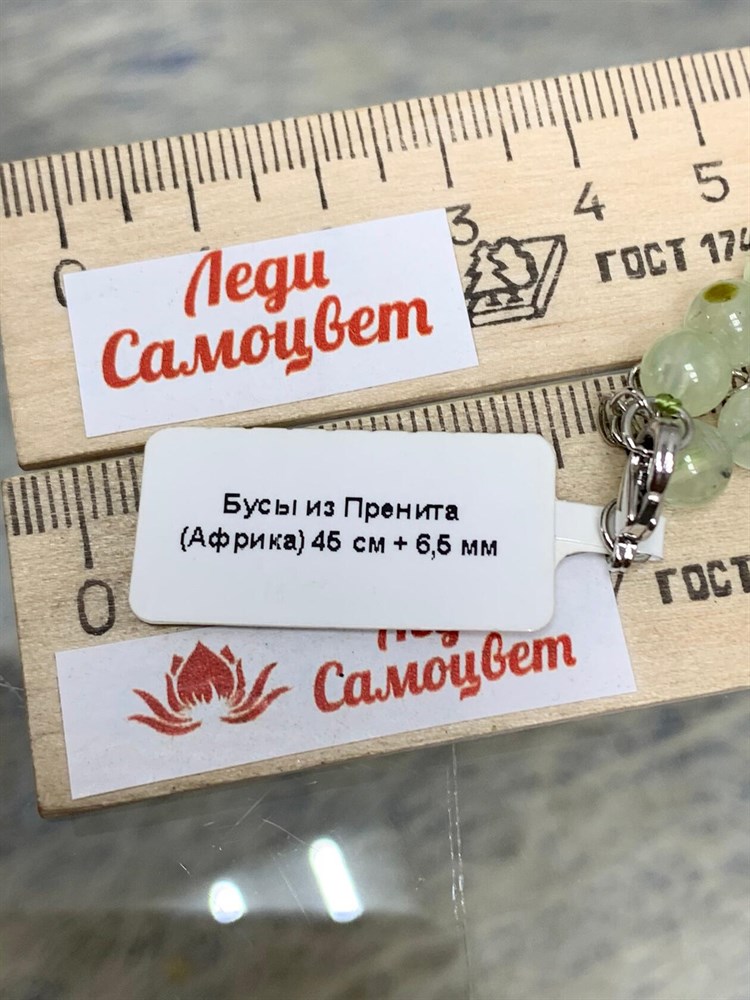 0 3 4 5
ГОСТ 174
Леди
Самоцвет
Бусы из Пренита
(Африка) 45 см + 6,5 мм
0
ГОСТ
Самоцвет